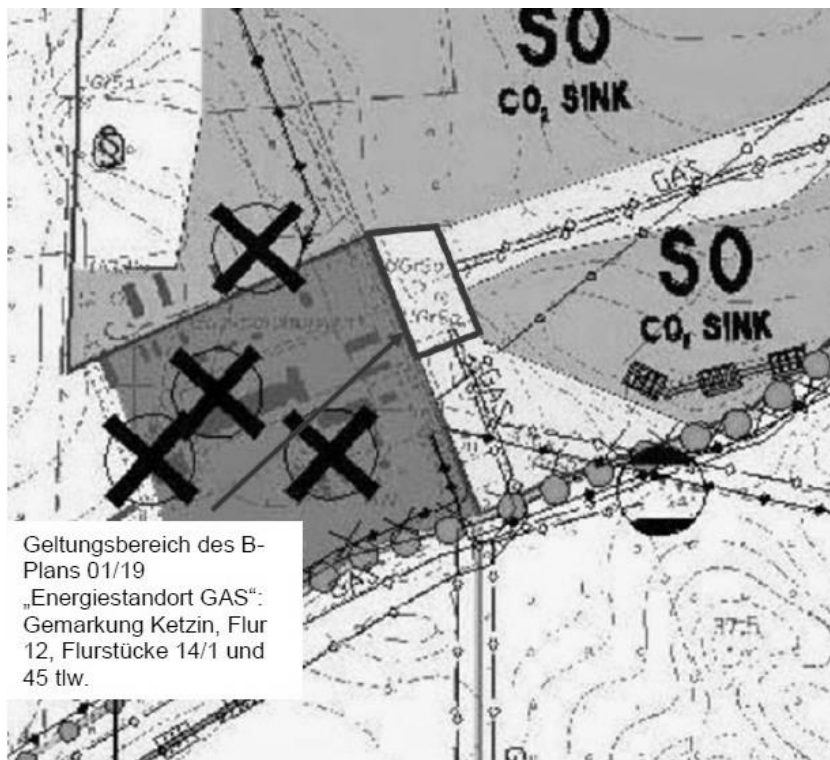 SO
CO₂ SINK
GAS
SO
CO₂ SINK
GAS
GAS
37,5
Geltungsbereich des B-
Plans 01/19
„Energiestandort GAS“:
Gemarkung Ketzin, Flur
12, Flurstücke 14/1 und
45 tlw.